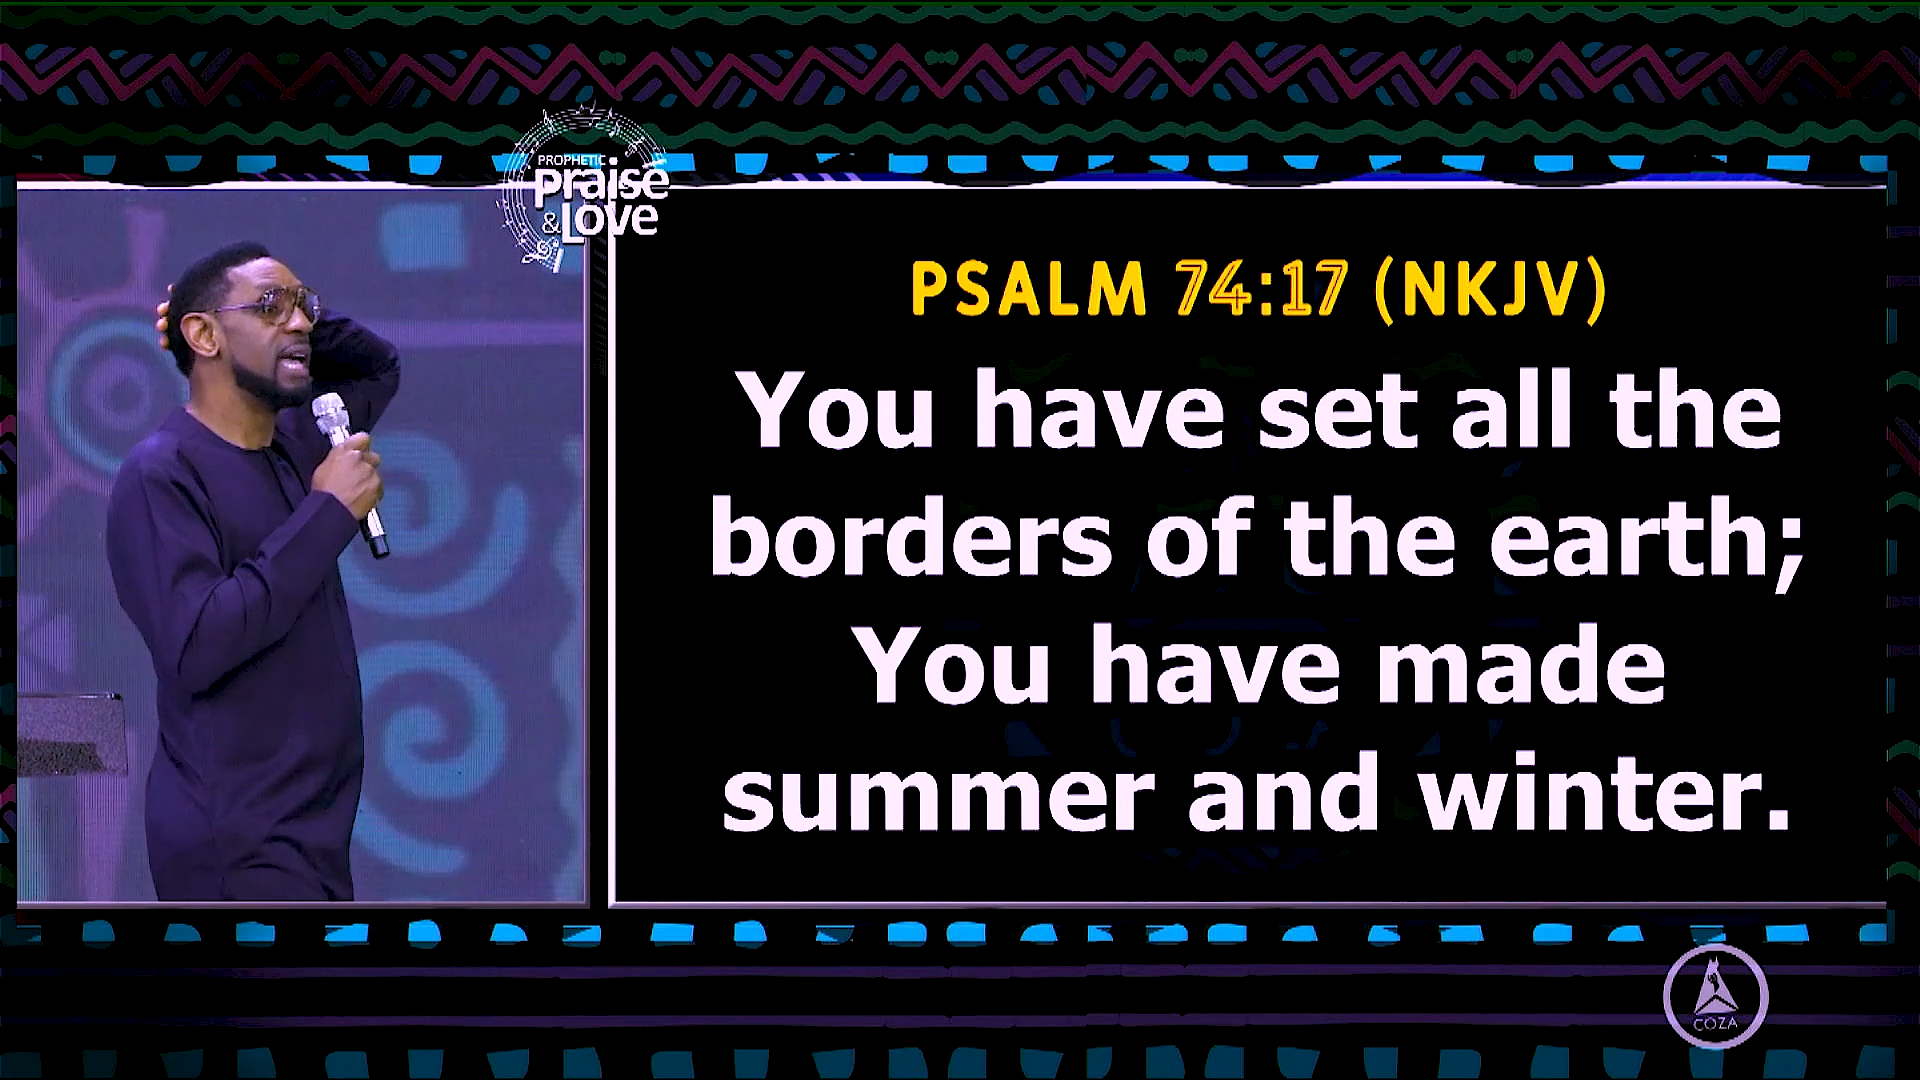 PROPHETIC
Praise
& Love
PSALM 74:17 (NKJV)
You have set all the
borders of the earth;
You have made
summer and winter.
COZA